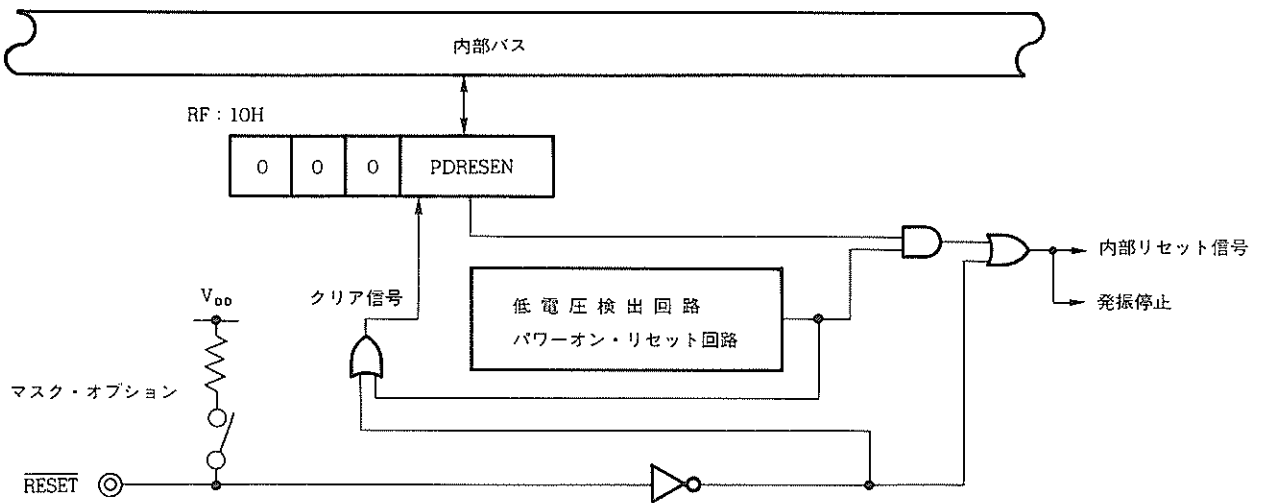 内部バス
RF : 10H
0 0 0 PDRESEN
内部リセット信号
クリア信号
VDD
低電圧検出回路
パワーオン・リセット回路
発振停止
マスク・オプション
RESET